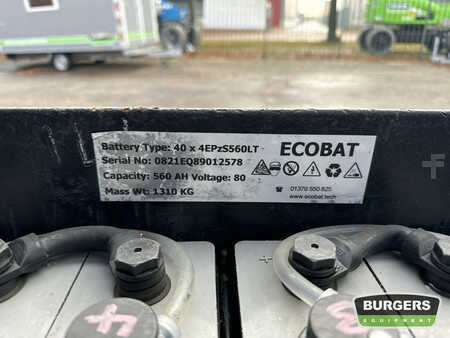 Battery Type: 40 x 4EPzS560LT
Serial No: 0821EQ89012578
Capacity: 560 AH Voltage: 80
Mass Wt: 1310 KG
ECOBAT
01379 550 825
www.ecobat.tech
BURGERS
EQUIPMENT